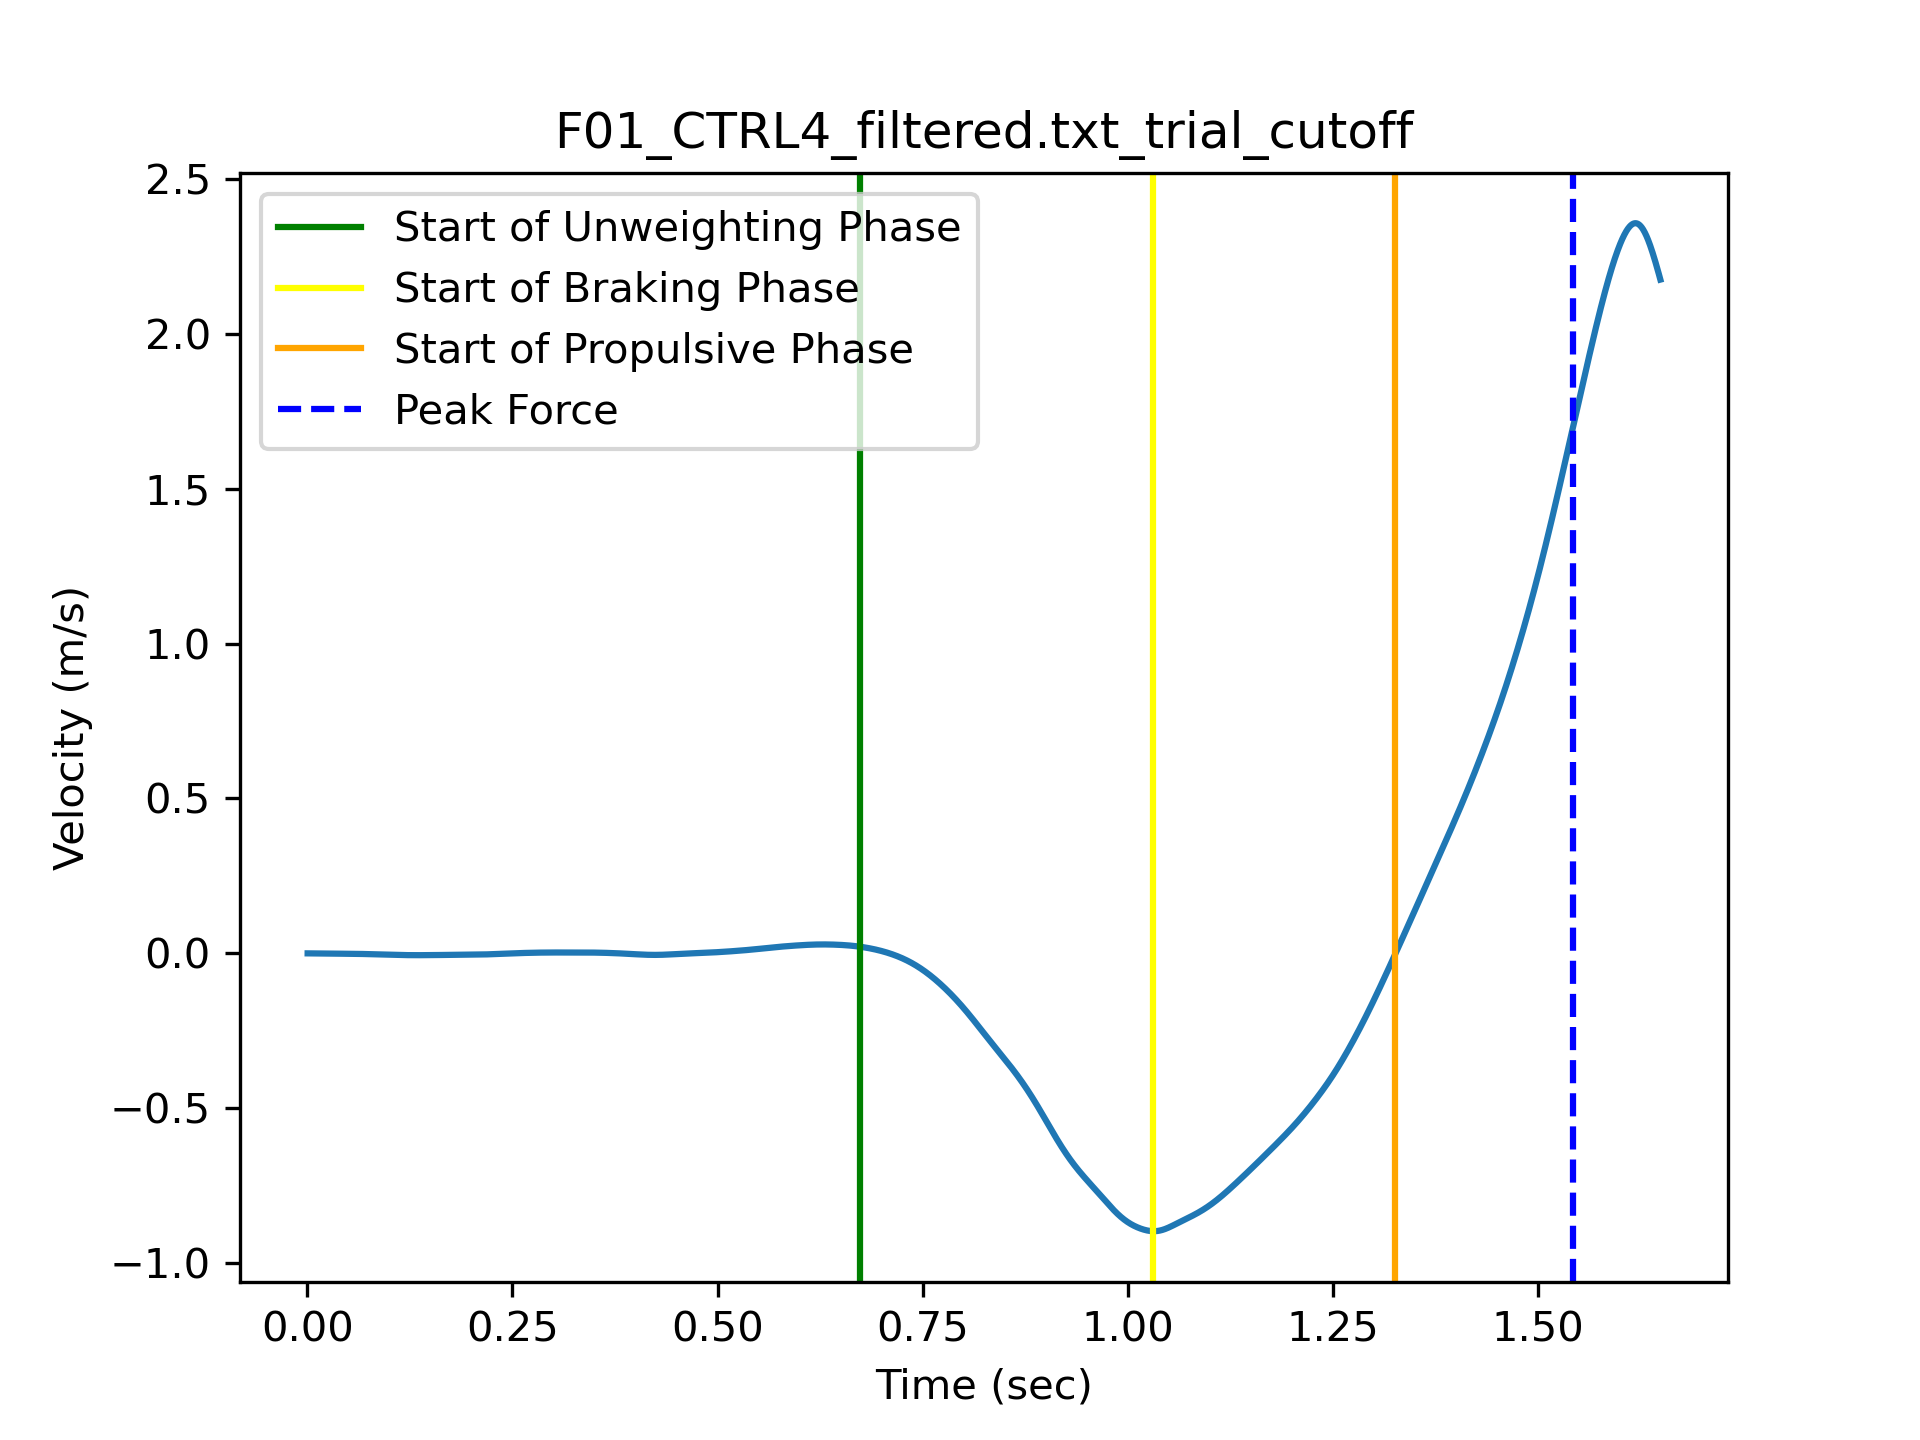 F01_CTRL4_filtered.txt_trial_cutoff
Start of Unweighting Phase
Start of Braking Phase
Start of Propulsive Phase
Peak Force
Velocity (m/s)
2.5
2.0
1.5
1.0
0.5
0.0
−0.5
−1.0
0.00 0.25 0.50 0.75 1.00 1.25 1.50
Time (sec)